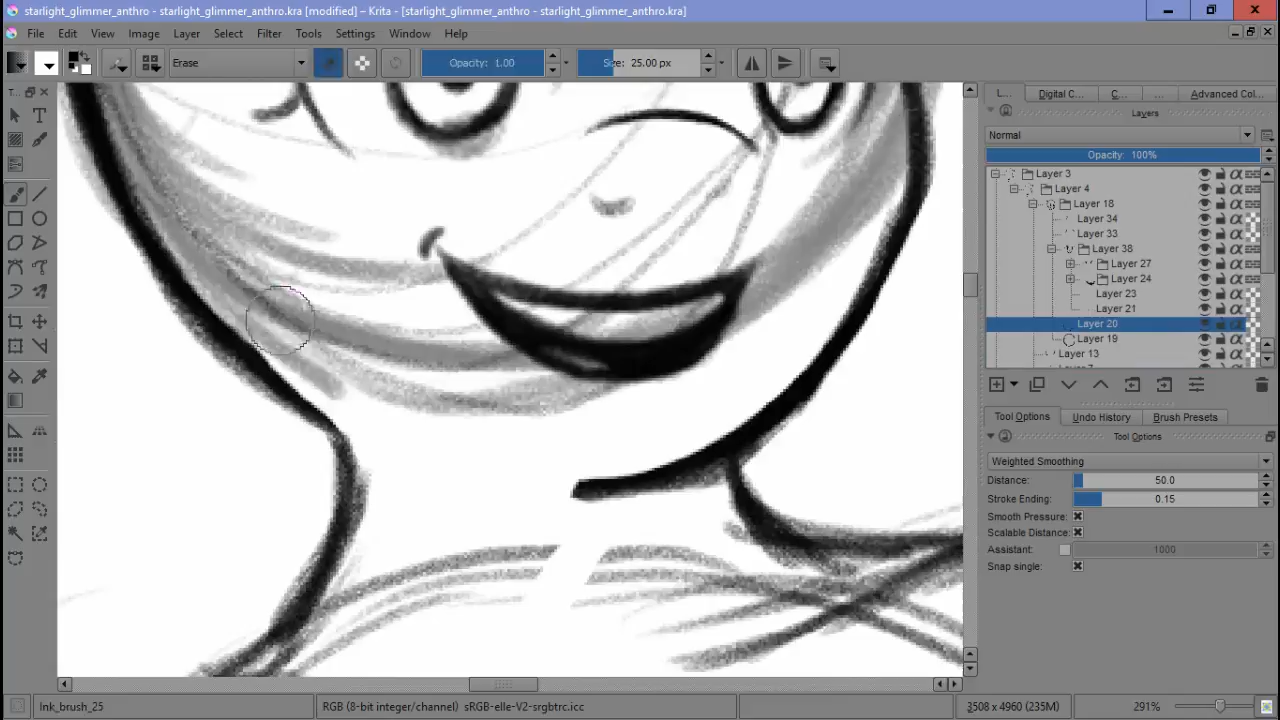 starlight_glimmer_anthro - starlight_glimmer_anthro.kra [modified] – Krita - [starlight_glimmer_anthro - starlight_glimmer_anthro.kra]
File Edit View Image Layer Select Filter Tools Settings Window Help
Erase Opacity: 1.00 Size: 25.00 px
T... L... Digital C... C... ... Advanced Col...
Layers
Normal
Opacity: 100%
Layer 3
Layer 4
Layer 18
Layer 34
Layer 33
Layer 38
Layer 27
Layer 24
Layer 23
Layer 21
Layer 20
Layer 19
Layer 13
Tool Options Undo History Brush Presets
Tool Options
Weighted Smoothing
Distance: 50.0
Stroke Ending: 0.15
Smooth Pressure:
Scalable Distance:
Assistant: 1000
Snap single:
Ink_brush_25 RGB (8-bit integer/channel) sRGB-elle-V2-srgbtrc.icc 3508 x 4960 (235M) 291%